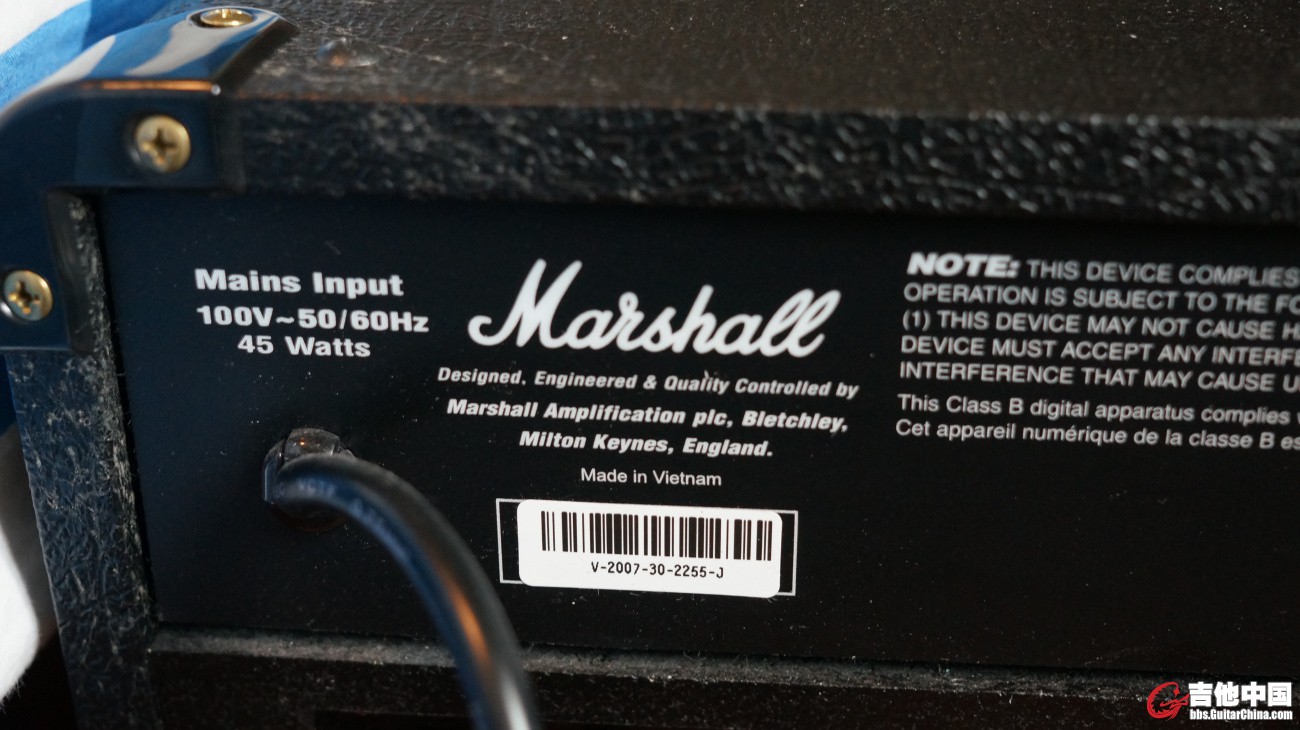 Mains Input
100V~50/60Hz
45 Watts
Marshall
Designed, Engineered & Quality Controlled by
Marshall Amplification plc, Bletchley,
Milton Keynes, England.
Made in Vietnam
V-2007-30-2255-J
NOTE: THIS DEVICE COMPLIES
OPERATION IS SUBJECT TO THE
(1) THIS DEVICE MAY NOT CAUSE
DEVICE MUST ACCEPT ANY
INTERFERENCE THAT MAY CAUSE
This Class B digital apparatus complies
Cet appareil numérique de la classe B
吉他中国
bbs.GuitarChina.com